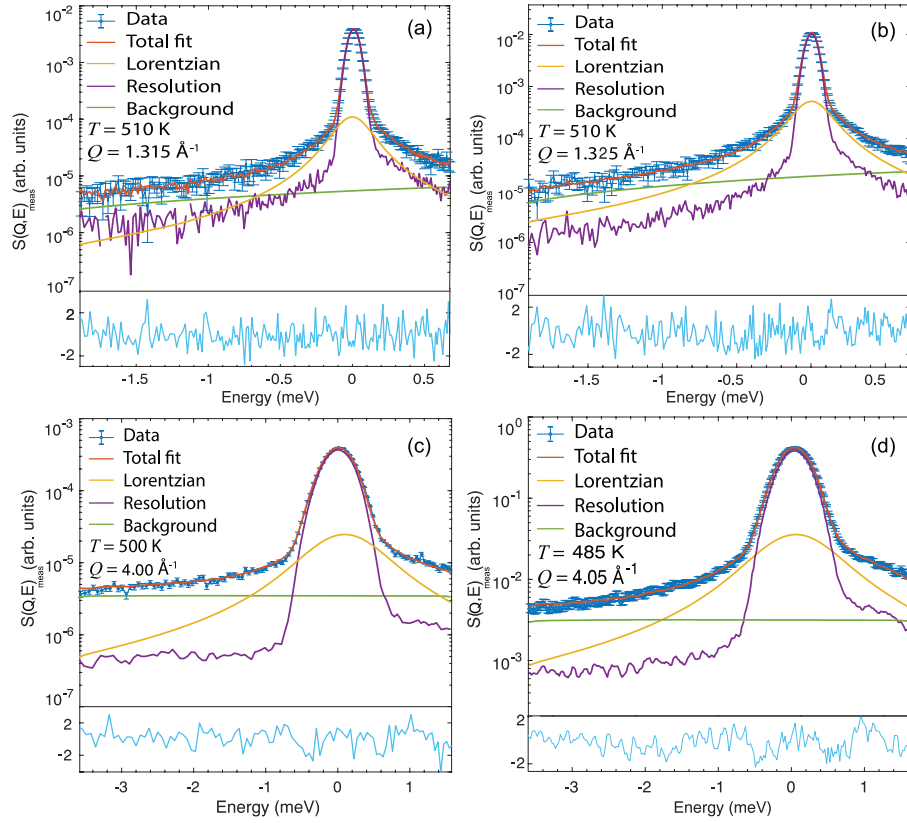 (a)
Data
Total fit
Lorentzian
Resolution
Background
T = 510 K
Q = 1.315 Å⁻¹
S(Q,E)meas (arb. units)
10⁻²
10⁻³
10⁻⁴
10⁻⁵
10⁻⁶
10⁻⁷
2
-2
-1.5 -1 -0.5 0 0.5
Energy (meV)
(b)
Data
Total fit
Lorentzian
Resolution
Background
T = 510 K
Q = 1.325 Å⁻¹
S(Q,E)meas (arb. units)
10⁻²
10⁻³
10⁻⁴
10⁻⁵
10⁻⁶
10⁻⁷
2
-2
-1.5 -1 -0.5 0 0.5
Energy (meV)
(c)
Data
Total fit
Lorentzian
Resolution
Background
T = 500 K
Q = 4.00 Å⁻¹
S(Q,E)meas (arb. units)
10⁻³
10⁻⁴
10⁻⁵
10⁻⁶
10⁻⁷
2
-2
-3 -2 -1 0 1
Energy (meV)
(d)
Data
Total fit
Lorentzian
Resolution
Background
T = 485 K
Q = 4.05 Å⁻¹
S(Q,E)meas (arb. units)
10⁰
10⁻¹
10⁻²
10⁻³
2
-2
-3 -2 -1 0 1
Energy (meV)